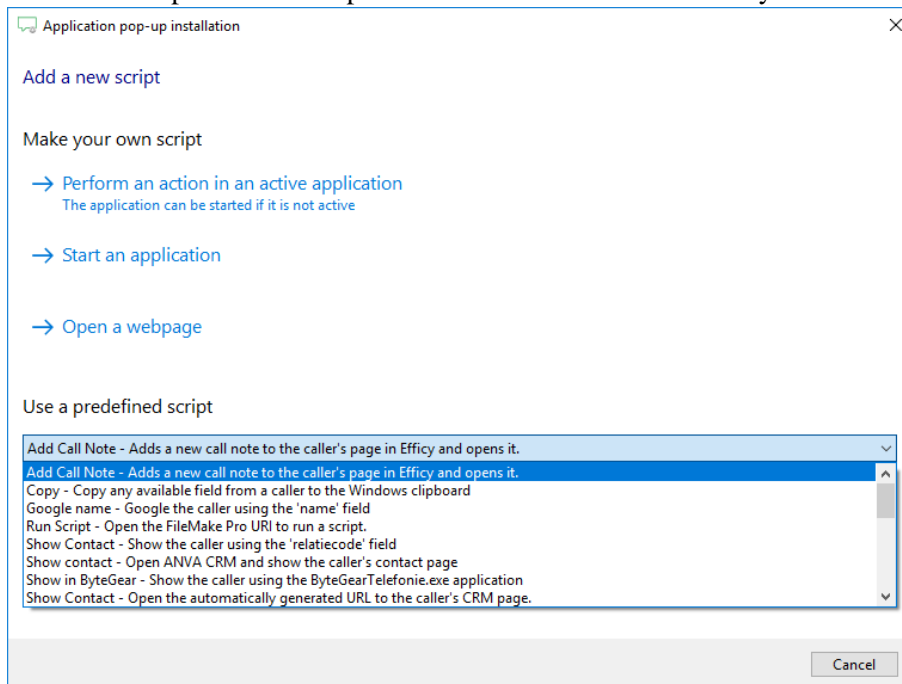 Application pop-up installation
Add a new script
Make your own script
Perform an action in an active application
The application can be started if it is not active
Start an application
Open a webpage
Use a predefined script
Add Call Note - Adds a new call note to the caller's page in Efficy and opens it.
Add Call Note - Adds a new call note to the caller's page in Efficy and opens it.
Copy - Copy any available field from a caller to the Windows clipboard
Google name - Google the caller using the 'name' field
Run Script - Open the FileMake Pro URI to run a script.
Show Contact - Show the caller using the 'relatiecode' field
Show contact - Open ANVA CRM and show the caller's contact page
Show in ByteGear - Show the caller using the ByteGearTelefonie.exe application
Show Contact - Open the automatically generated URL to the caller's CRM page.
Cancel